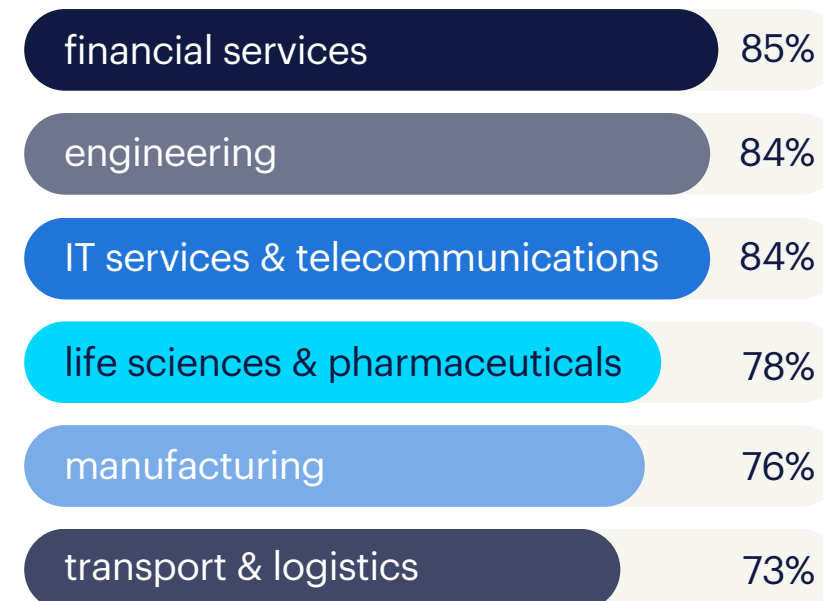 financial services 85%
engineering 84%
IT services & telecommunications 84%
life sciences & pharmaceuticals 78%
manufacturing 76%
transport & logistics 73%